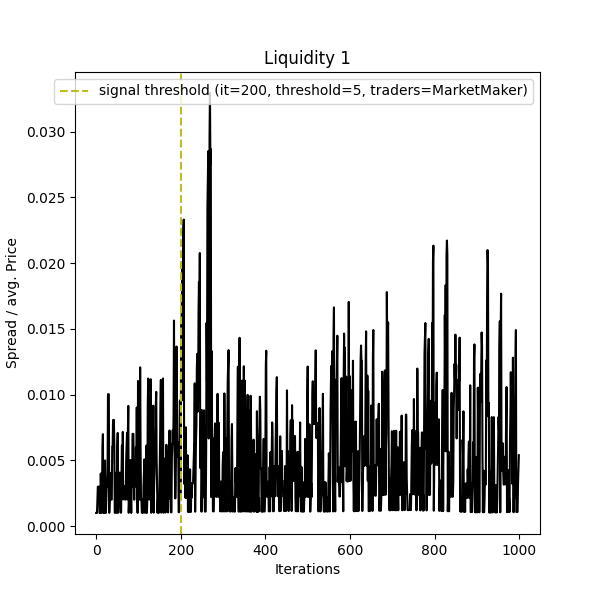 Liquidity 1
signal threshold (it=200, threshold=5, traders=MarketMaker)
0.030
0.025
0.020
0.015
0.010
0.005
0.000
Spread / avg. Price
0 200 400 600 800 1000
Iterations